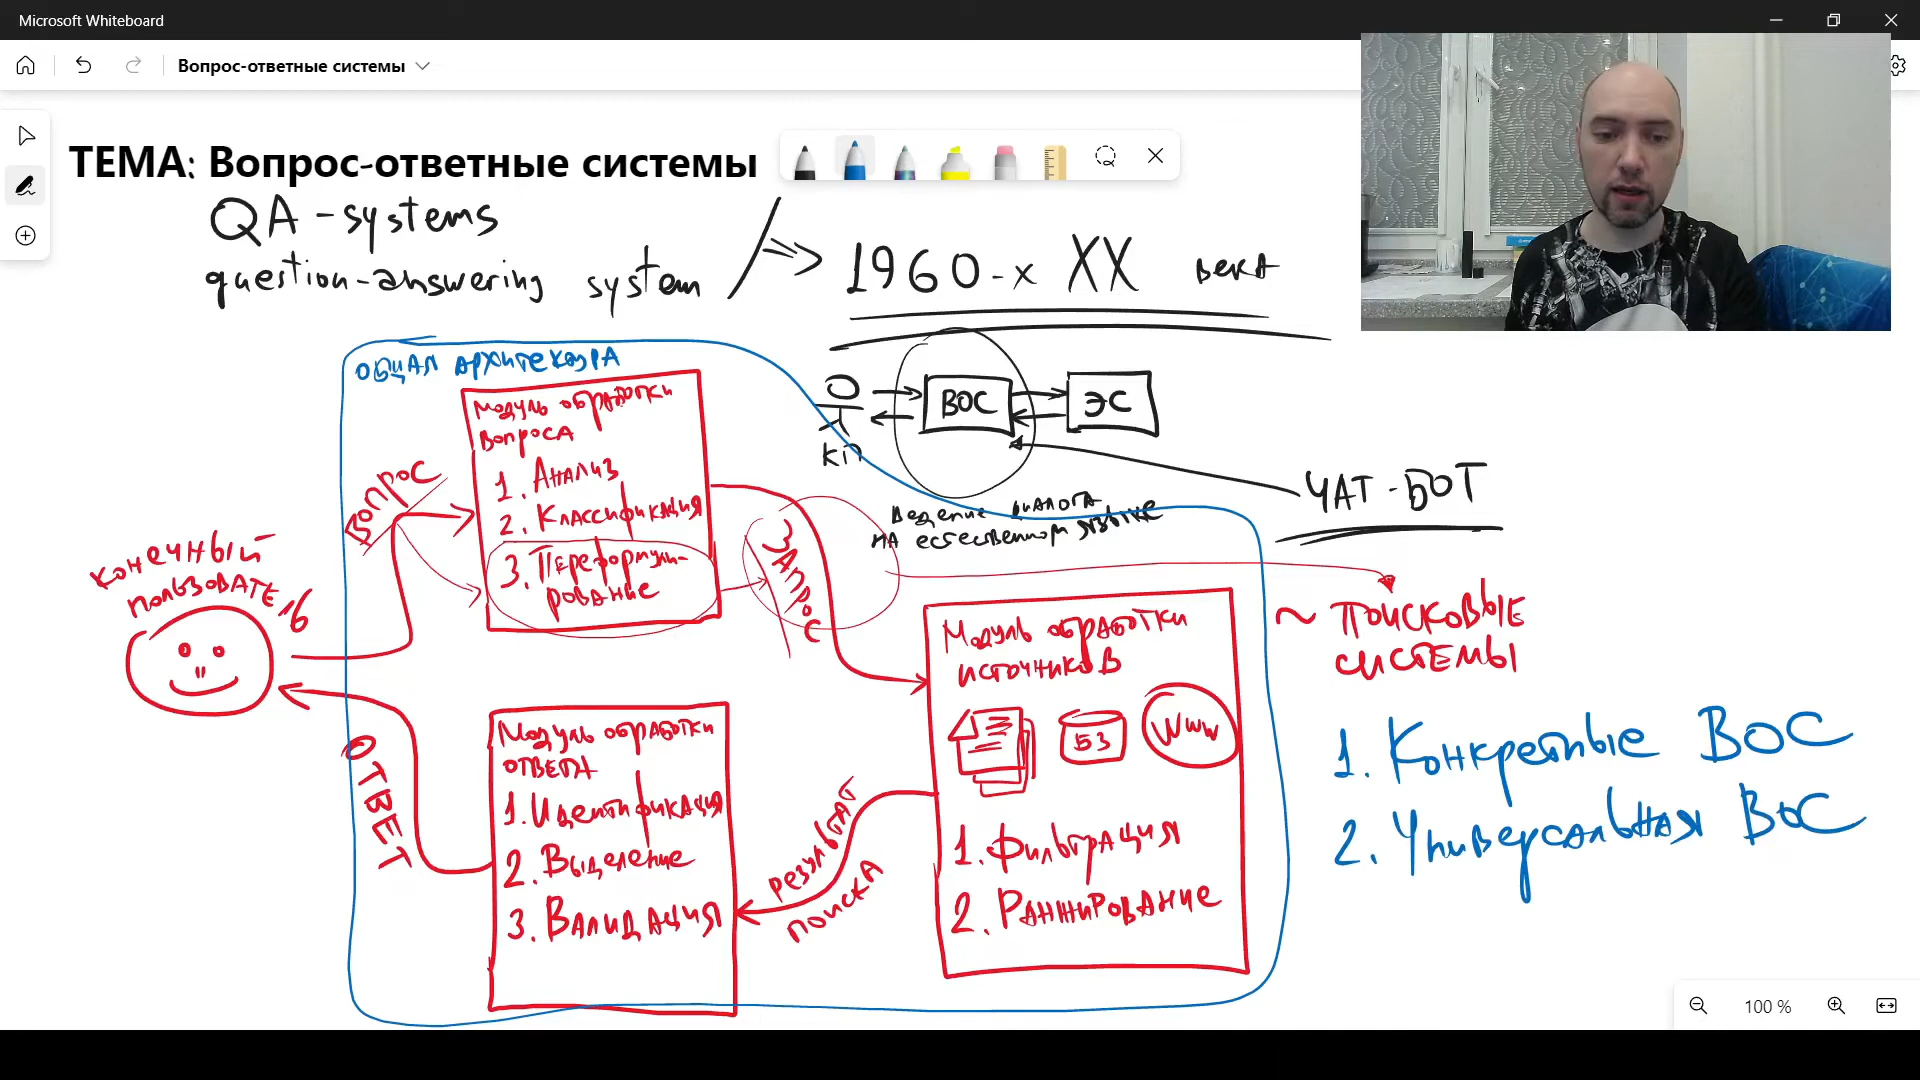 Microsoft Whiteboard
Вопрос-ответные системы
ТЕМА: Вопрос-ответные системы
QA-systems
question-answering system
1960-х XX века
общая архитектура
ВОС
ЭС
КП
Ведение диалога
на естественном языке
ЧАТ-БОТ
Модуль обработки
вопроса
1. Анализ
2. Классификация
3. Переформули-
рование
Вопрос
Запрос
конечный
пользователь
~ поисковые
системы
Модуль обработки
источников
БЗ
www
1. Фильтрация
2. Ранжирование
Модуль обработки
ответа
1. Идентификация
2. Выделение
3. Валидация
ОТВЕТ
результат
поиска
1. Конкретные ВОС
2. Универсальная ВОС
100 %